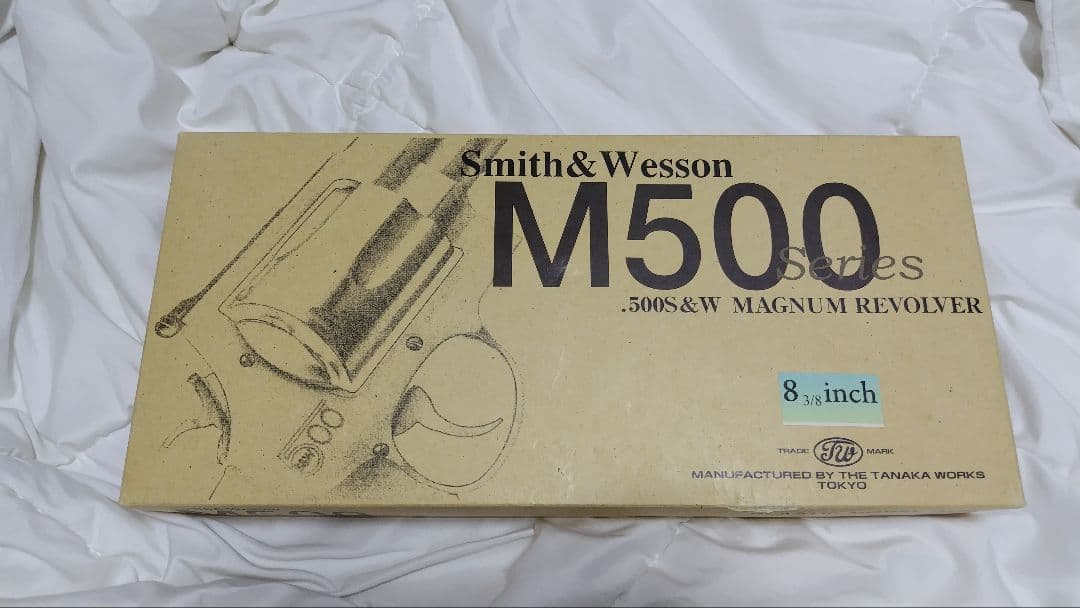 Smith&Wesson
M500
Series
.500S&W MAGNUM REVOLVER
8 3/8 inch
TRADE TW MARK
MANUFACTURED BY THE TANAKA WORKS
TOKYO
500